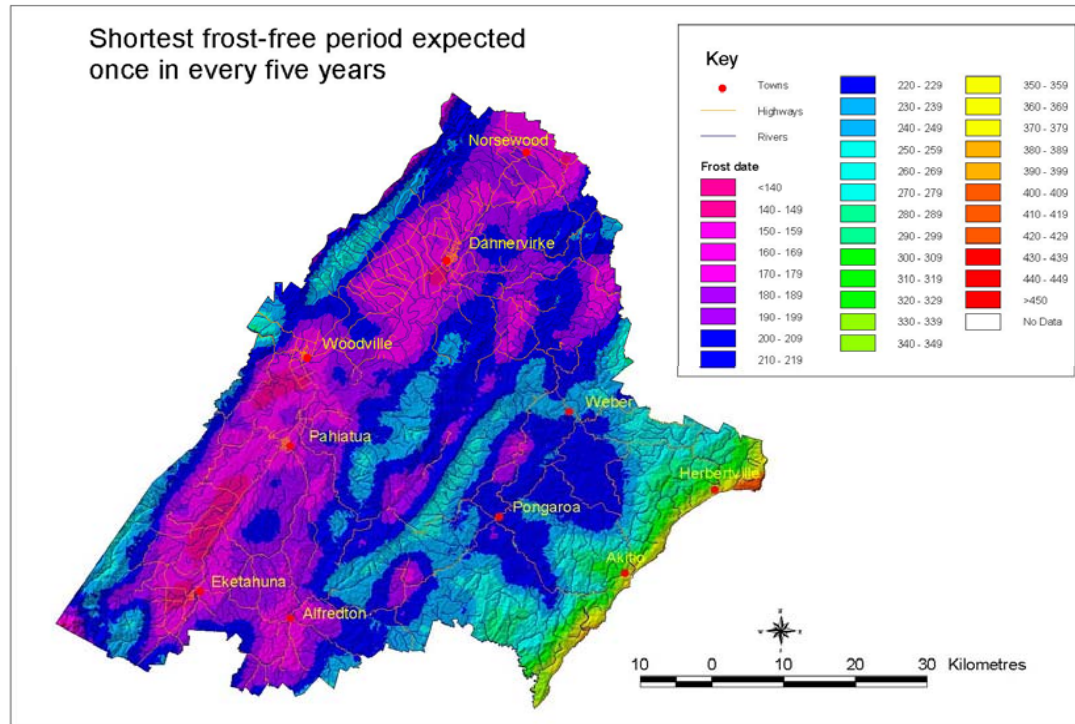 Shortest frost-free period expected
once in every five years
Key
Towns
Highways
Rivers
Frost date
<140
140 - 149
150 - 159
160 - 169
170 - 179
180 - 189
190 - 199
200 - 209
210 - 219
220 - 229
230 - 239
240 - 249
250 - 259
260 - 269
270 - 279
280 - 289
290 - 299
300 - 309
310 - 319
320 - 329
330 - 339
340 - 349
350 - 359
360 - 369
370 - 379
380 - 389
390 - 399
400 - 409
410 - 419
420 - 429
430 - 439
440 - 449
>450
No Data
Norsewood
Dahnervirke
Woodville
Weber
Pahiatua
Herbertville
Pongaroa
Akitio
Eketahuna
Alfredton
10 0 10 20 30 Kilometres